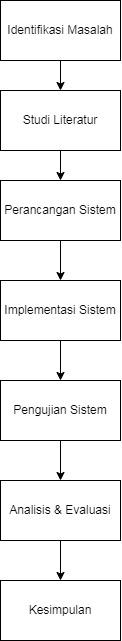 Identifikasi Masalah
Studi Literatur
Perancangan Sistem
Implementasi Sistem
Pengujian Sistem
Analisis & Evaluasi
Kesimpulan